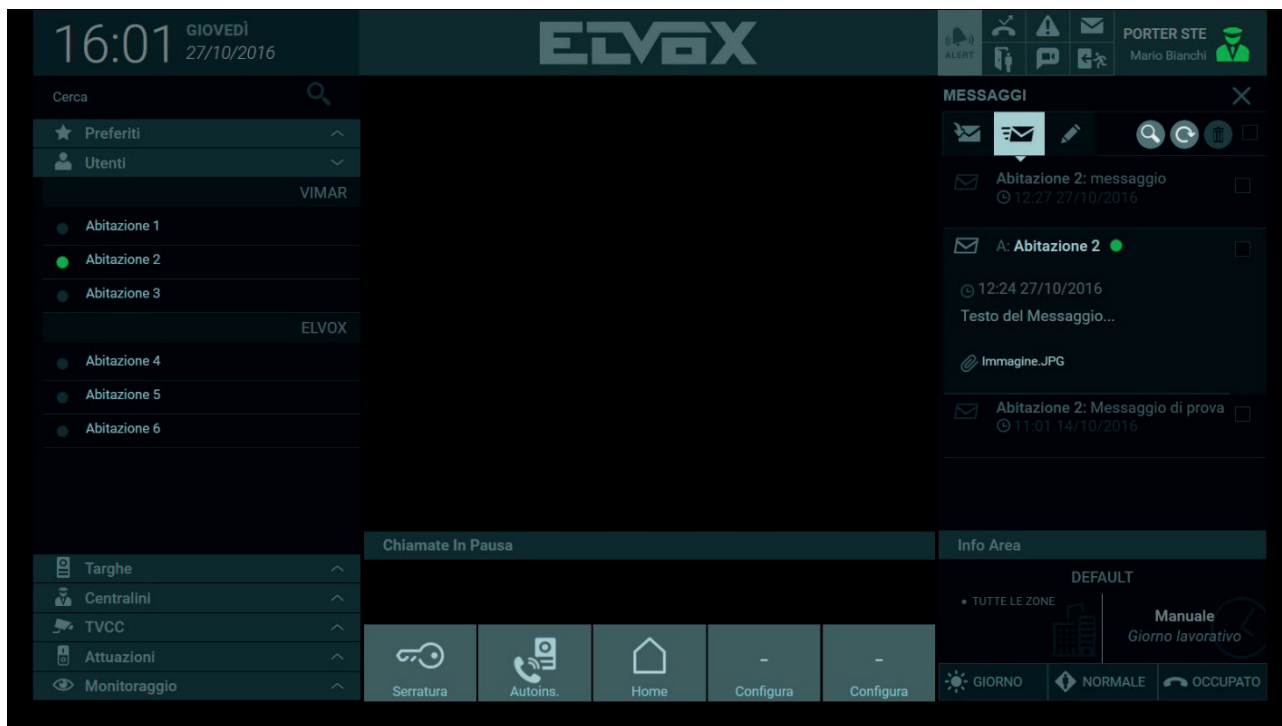 16:01
GIOVEDÌ
27/10/2016
ELVOX
ALERT
PORTER STE
Mario Bianchi
Cerca
Preferiti
Utenti
VIMAR
Abitazione 1
Abitazione 2
Abitazione 3
ELVOX
Abitazione 4
Abitazione 5
Abitazione 6
Targhe
Centralini
TVCC
Attuazioni
Monitoraggio
Chiamate In Pausa
Serratura
Autoins.
Home
-
Configura
-
Configura
MESSAGGI
Abitazione 2: messaggio
12:27 27/10/2016
A: Abitazione 2
12:24 27/10/2016
Testo del Messaggio...
Immagine.JPG
Abitazione 2: Messaggio di prova
11:01 14/10/2016
Info Area
DEFAULT
• TUTTE LE ZONE
Manuale
Giorno lavorativo
GIORNO
NORMALE
OCCUPATO